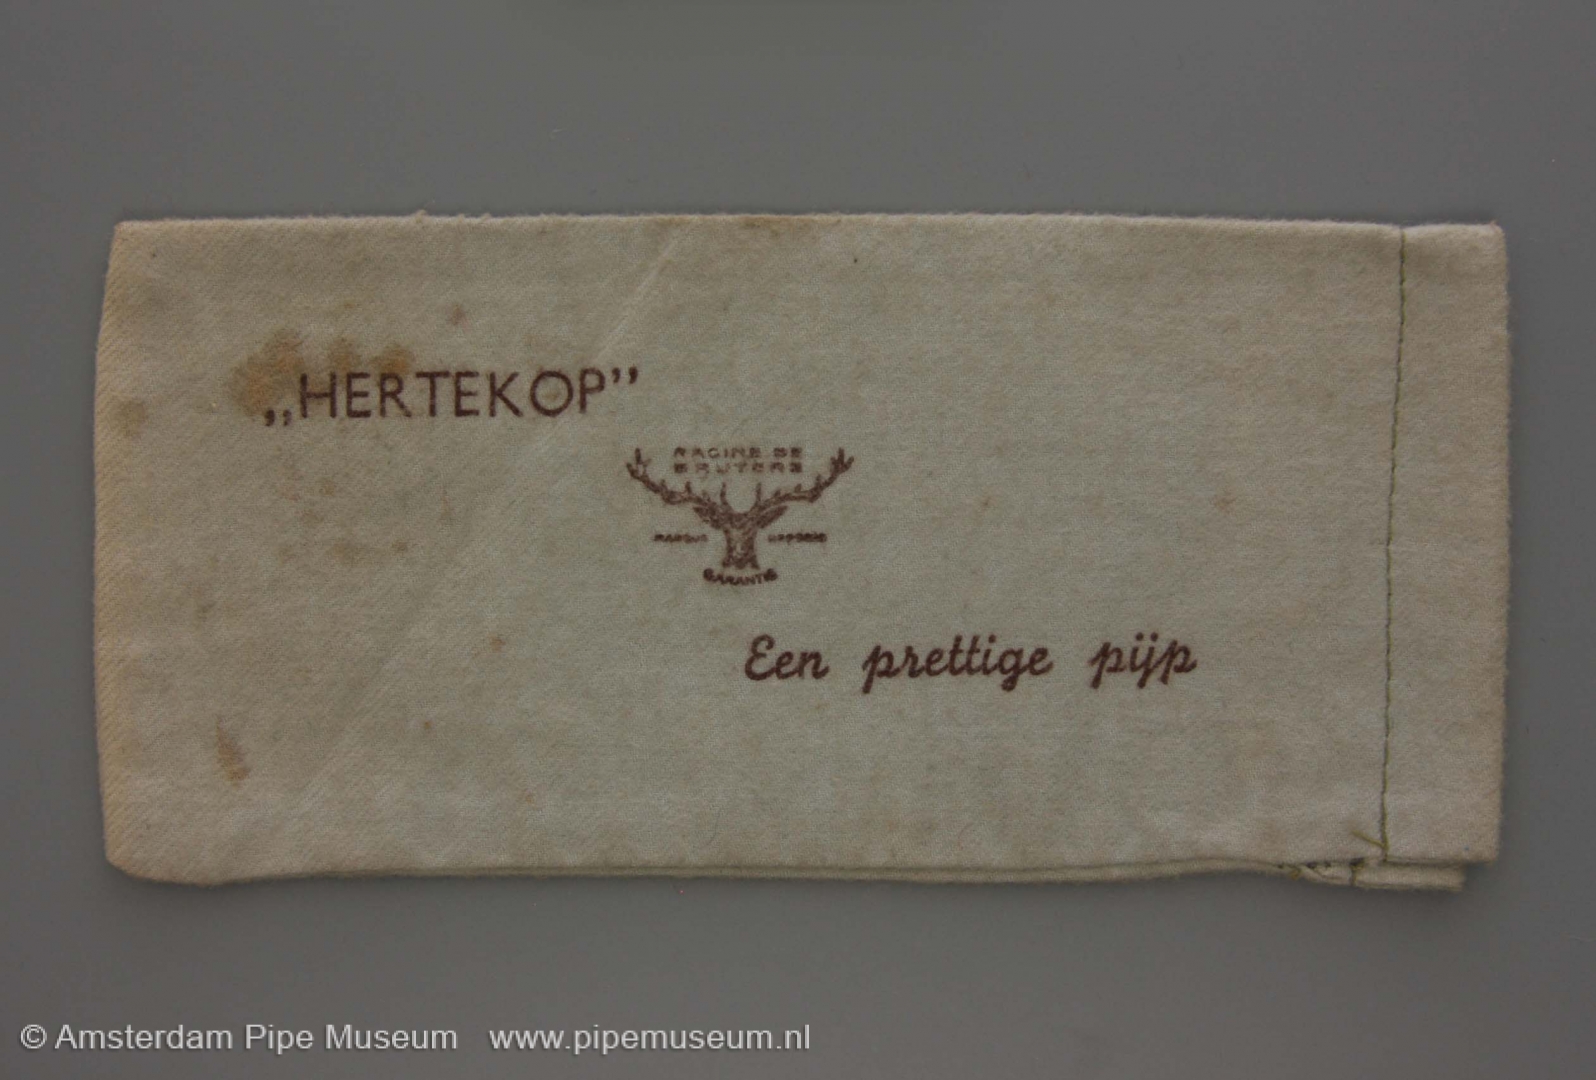 „HERTEKOP”
RACINE DE
BRUYERE
MARQUE DEPOSEE
GARANTIE
Een prettige pijp
© Amsterdam Pipe Museum www.pipemuseum.nl